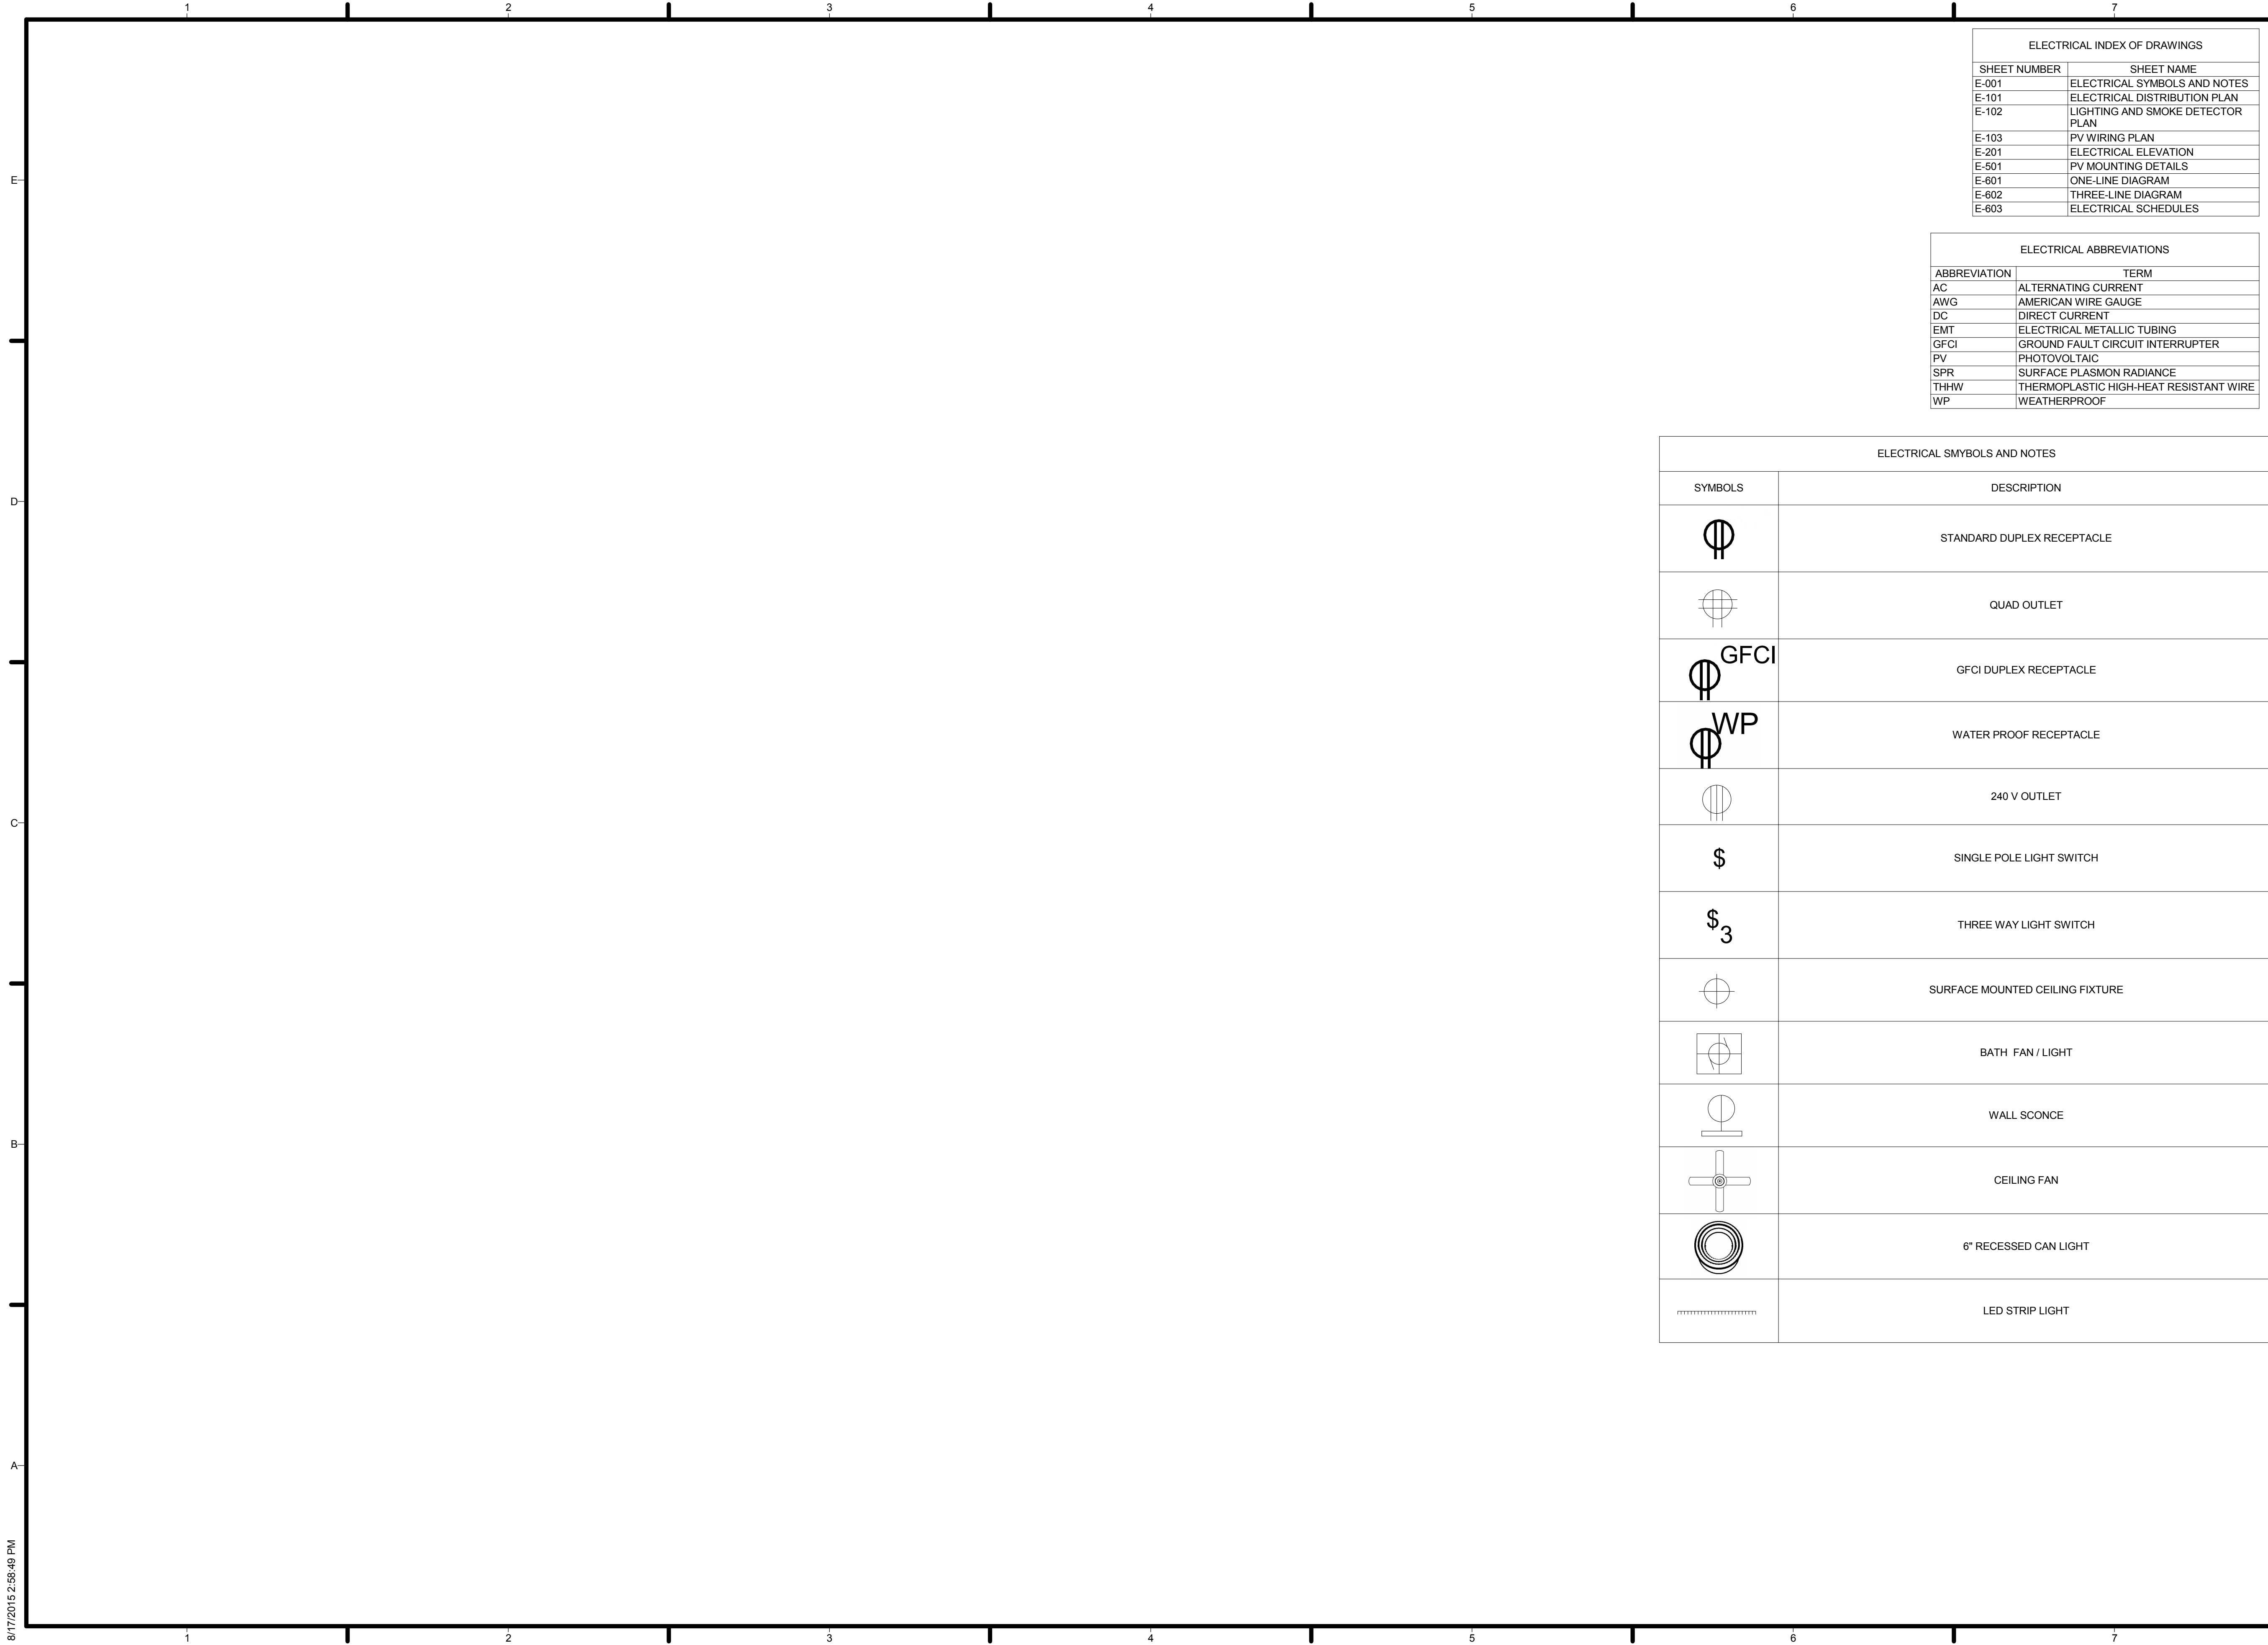 1 2 3 4 5 6 7
ELECTRICAL INDEX OF DRAWINGS
SHEET NUMBER SHEET NAME
E-001 ELECTRICAL SYMBOLS AND NOTES
E-101 ELECTRICAL DISTRIBUTION PLAN
E-102 LIGHTING AND SMOKE DETECTOR
PLAN
E-103 PV WIRING PLAN
E-201 ELECTRICAL ELEVATION
E-501 PV MOUNTING DETAILS
E-601 ONE-LINE DIAGRAM
E-602 THREE-LINE DIAGRAM
E-603 ELECTRICAL SCHEDULES
ELECTRICAL ABBREVIATIONS
ABBREVIATION TERM
AC ALTERNATING CURRENT
AWG AMERICAN WIRE GAUGE
DC DIRECT CURRENT
EMT ELECTRICAL METALLIC TUBING
GFCI GROUND FAULT CIRCUIT INTERRUPTER
PV PHOTOVOLTAIC
SPR SURFACE PLASMON RADIANCE
THHW THERMOPLASTIC HIGH-HEAT RESISTANT WIRE
WP WEATHERPROOF
ELECTRICAL SMYBOLS AND NOTES
SYMBOLS DESCRIPTION
STANDARD DUPLEX RECEPTACLE
QUAD OUTLET
GFCI GFCI DUPLEX RECEPTACLE
WP WATER PROOF RECEPTACLE
240 V OUTLET
$ SINGLE POLE LIGHT SWITCH
$3 THREE WAY LIGHT SWITCH
SURFACE MOUNTED CEILING FIXTURE
BATH FAN / LIGHT
WALL SCONCE
CEILING FAN
6" RECESSED CAN LIGHT
LED STRIP LIGHT
E
D
C
B
A
8/17/2015 2:58:49 PM
1 2 3 4 5 6 7